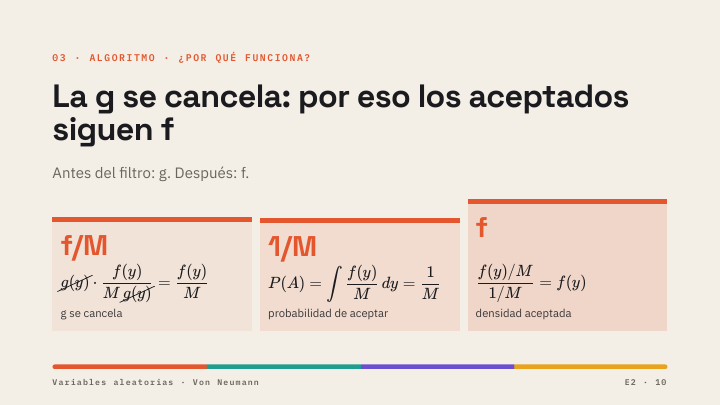 03 · ALGORITMO · ¿POR QUÉ FUNCIONA?
La g se cancela: por eso los aceptados
siguen f
Antes del filtro: g. Después: f.
f/M
g(y) · f(y) / M g(y) = f(y) / M
g se cancela
1/M
P(A) = ∫ f(y) / M dy = 1 / M
probabilidad de aceptar
f
f(y)/M / 1/M = f(y)
densidad aceptada
Variables aleatorias · Von Neumann
E2 · 10